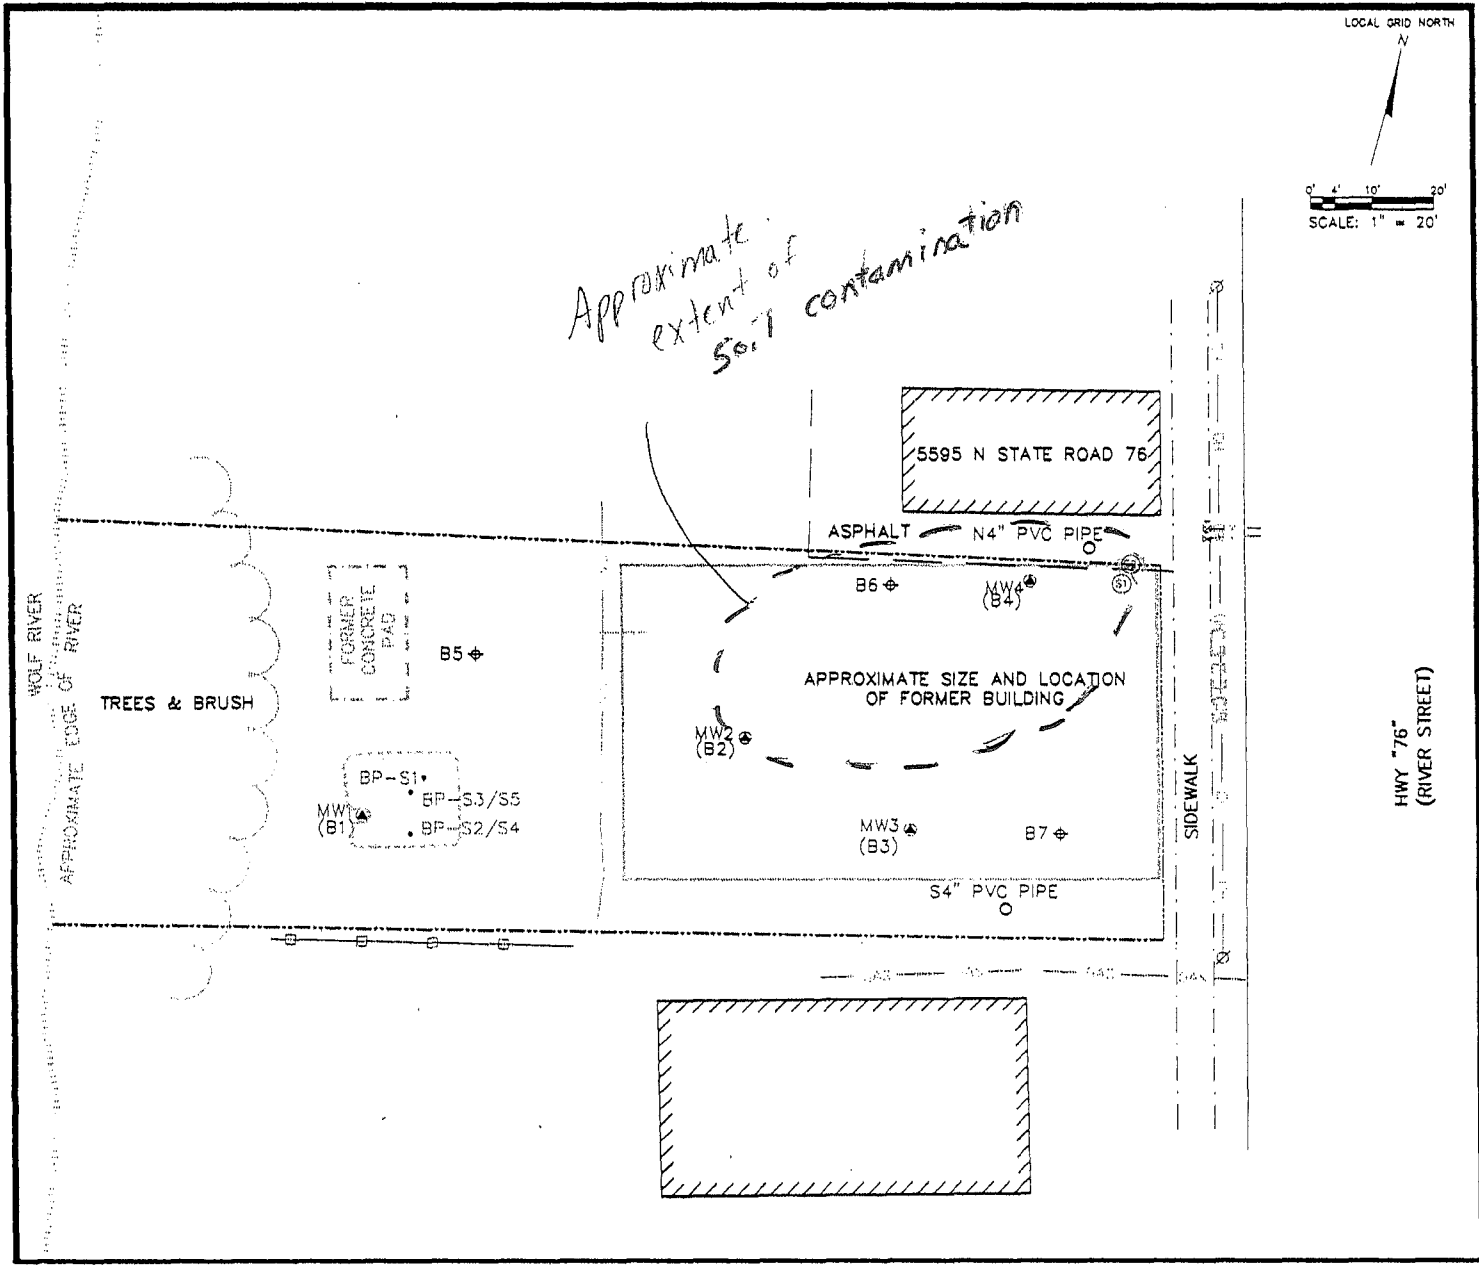 LOCAL GRID NORTH
N
0' 4' 10' 20'
SCALE: 1" = 20'
Approximate
extent of
soil contamination
5595 N STATE ROAD 76
ASPHALT
N4" PVC PIPE
B6
MW4
(B4)
S1
FORMER
CONCRETE
PAD
B5
WOLF RIVER
APPROXIMATE EDGE OF RIVER
TREES & BRUSH
APPROXIMATE SIZE AND LOCATION
OF FORMER BUILDING
MW2
(B2)
BP-S1
BP-S3/S5
BP-S2/S4
MW1
(B1)
MW3
(B3)
B7
S4" PVC PIPE
SIDEWALK
HWY "76"
(RIVER STREET)
GAS GAS GAS GAS